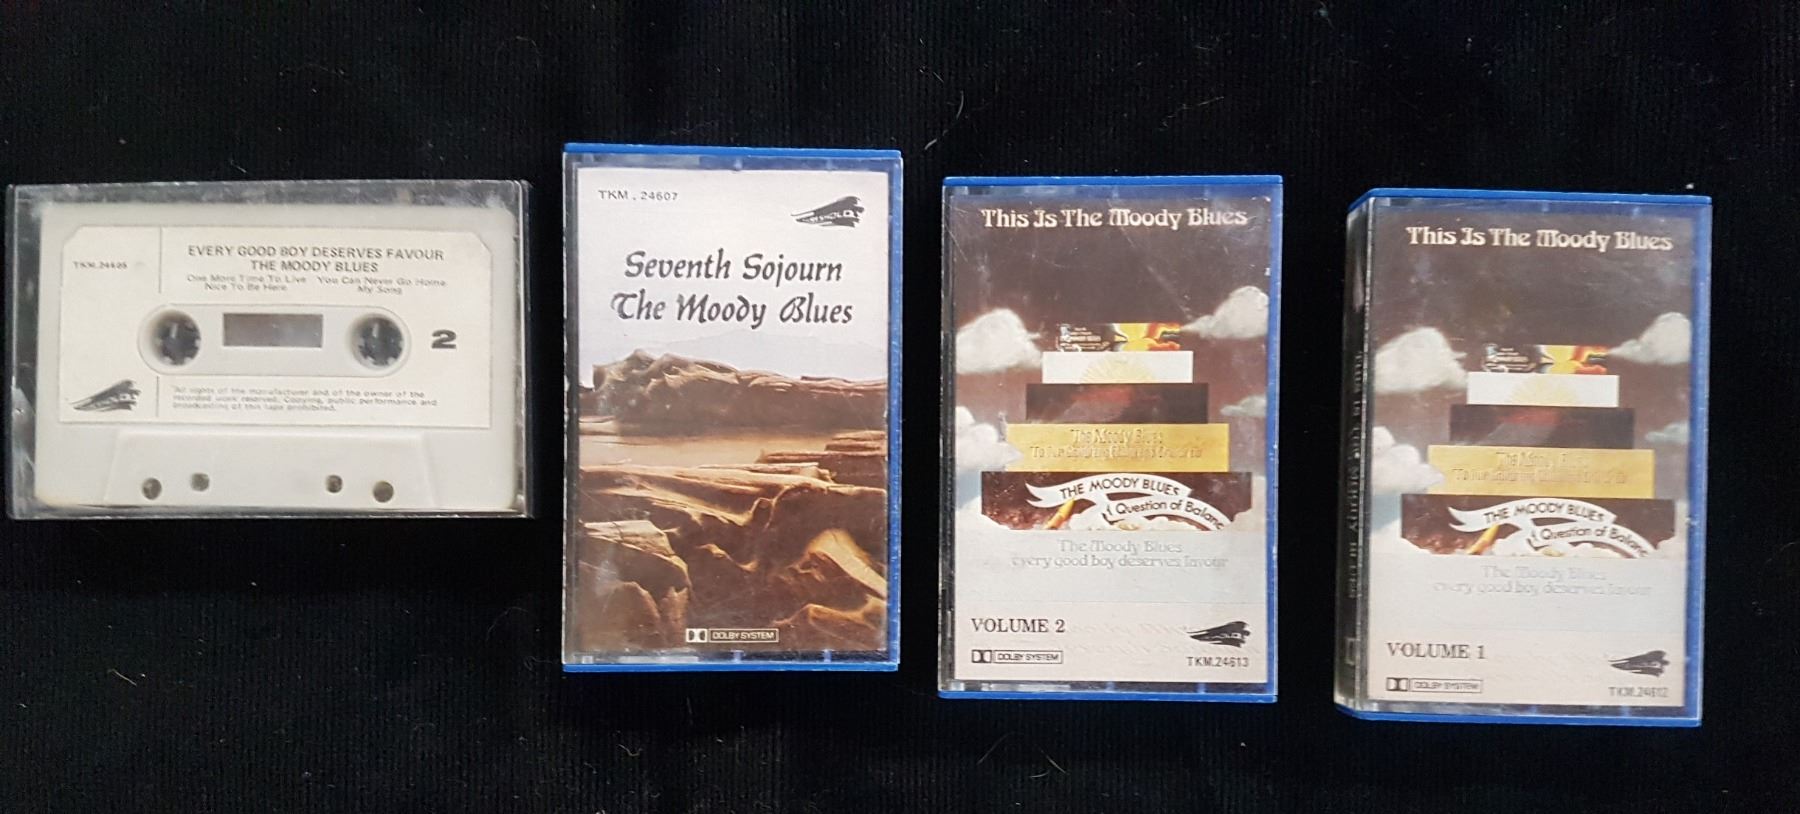 EVERY GOOD BOY DESERVES FAVOUR
THE MOODY BLUES
One More Time To Live You Can Never Go Home
Nice To Be Here My Song
2
"All rights of the manufacturer and of the owner of the
recorded work reserved. Copying, public performance and
broadcasting of this tape prohibited.
TKM . 24607
Seventh Sojourn
The Moody Blues
DOLBY SYSTEM
This Is The Moody Blues
The Moody Blues
THE MOODY BLUES
A Question of Balanc
The Moody Blues
every good boy deserves favour
VOLUME 2
DOLBY SYSTEM
TKM.24613
This Is The Moody Blues
The Moody Blues
THE MOODY BLUES
A Question of Balanc
The Moody Blues
every good boy deserves favour
VOLUME 1
DOLBY SYSTEM
TKM.24612